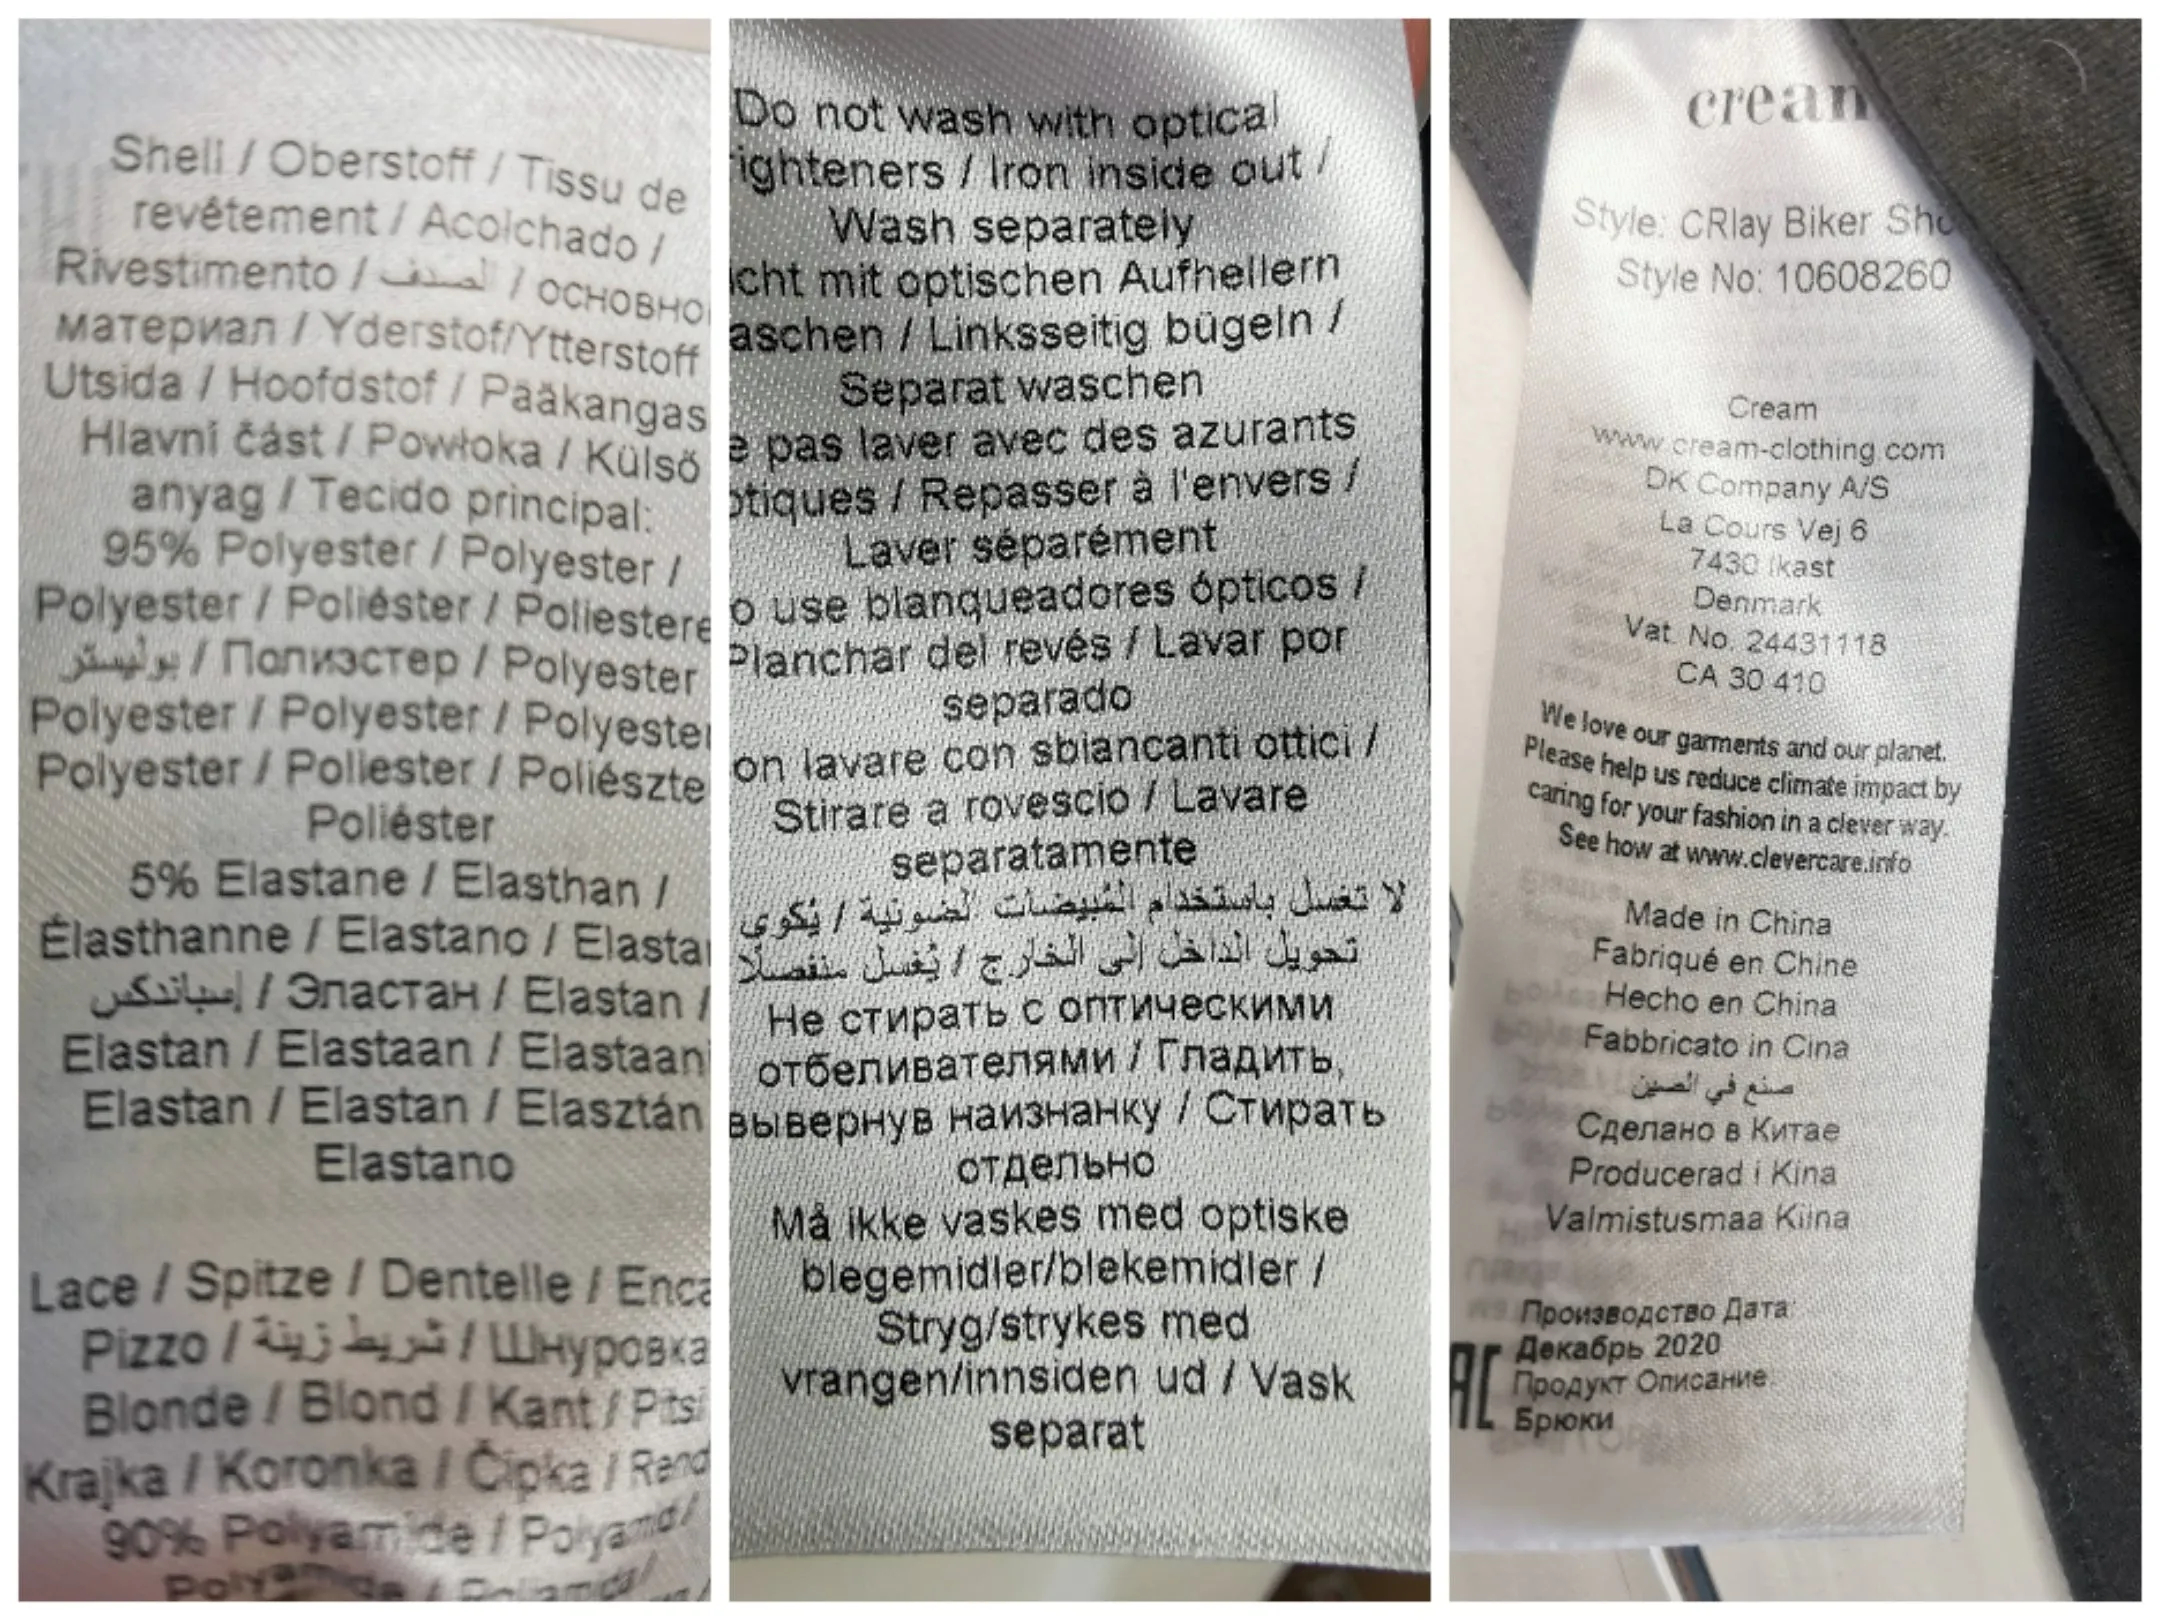 Shell / Oberstoff / Tissu de
revêtement / Acolchado /
Rivestimento / الصدف / основно
материал / Yderstof/Ytterstoff
Utsida / Hoofdstof / Pääkangas
Hlavní část / Powłoka / Külső
anyag / Tecido principal:
95% Polyester / Polyester /
Polyester / Poliéster / Poliestere
بوليستر / Полиэстер / Polyester
Polyester / Polyester / Polyester
Polyester / Poliester / Poliészte
Poliéster
5% Elastane / Elasthan /
Élasthanne / Elastano / Elasta
إسباندكس / Эластан / Elastan /
Elastan / Elastaan / Elastaani
Elastan / Elastan / Elasztán
Elastano
Lace / Spitze / Dentelle / Enca
Pizzo / شريط زينة / Шнуровка
Blonde / Blond / Kant / Pitsi
Krajka / Koronka / Čipka / Rend
90% Polyamide / Polyamid /
Polyamide / Poliamida /
Do not wash with optical
ighteners / Iron inside out /
Wash separately
icht mit optischen Aufhellern
aschen / Linksseitig bügeln /
Separat waschen
e pas laver avec des azurants
ptiques / Repasser à l'envers /
Laver séparément
o use blanqueadores ópticos /
Planchar del revés / Lavar por
separado
on lavare con sbiancanti ottici /
Stirare a rovescio / Lavare
separatamente
لا تغسل باستخدام المُبيضات الضوئية / يُكوى
تحويل الداخل إلى الخارج / يُغسل منفصلًا
Не стирать с оптическими
отбеливателями / Гладить,
вывернув наизнанку / Стирать
отдельно
Må ikke vaskes med optiske
blegemidler/blekemidler /
Stryg/strykes med
vrangen/innsiden ud / Vask
separat
cream
Style: CRlay Biker Sho
Style No: 10608260
Cream
www.cream-clothing.com
DK Company A/S
La Cours Vej 6
7430 Ikast
Denmark
Vat. No. 24431118
CA 30 410
We love our garments and our planet.
Please help us reduce climate impact by
caring for your fashion in a clever way.
See how at www.clevercare.info
Made in China
Fabriqué en Chine
Hecho en China
Fabbricato in Cina
صنع في الصين
Сделано в Китае
Producerad i Kina
Valmistusmaa Kiina
Производство Дата:
Декабрь 2020
Продукт Описание:
Брюки